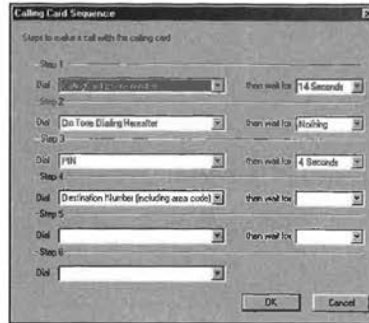 Calling Card Sequence
Steps to make a call with the calling card
Step 1
Dial then wait for 14 Seconds
Step 2
Dial Do Tone Dialing Hereafter then wait for Nothing
Step 3
Dial PIN then wait for 4 Seconds
Step 4
Dial Destination Number (including area code) then wait for
Step 5
Dial then wait for
Step 6
Dial
OK Cancel